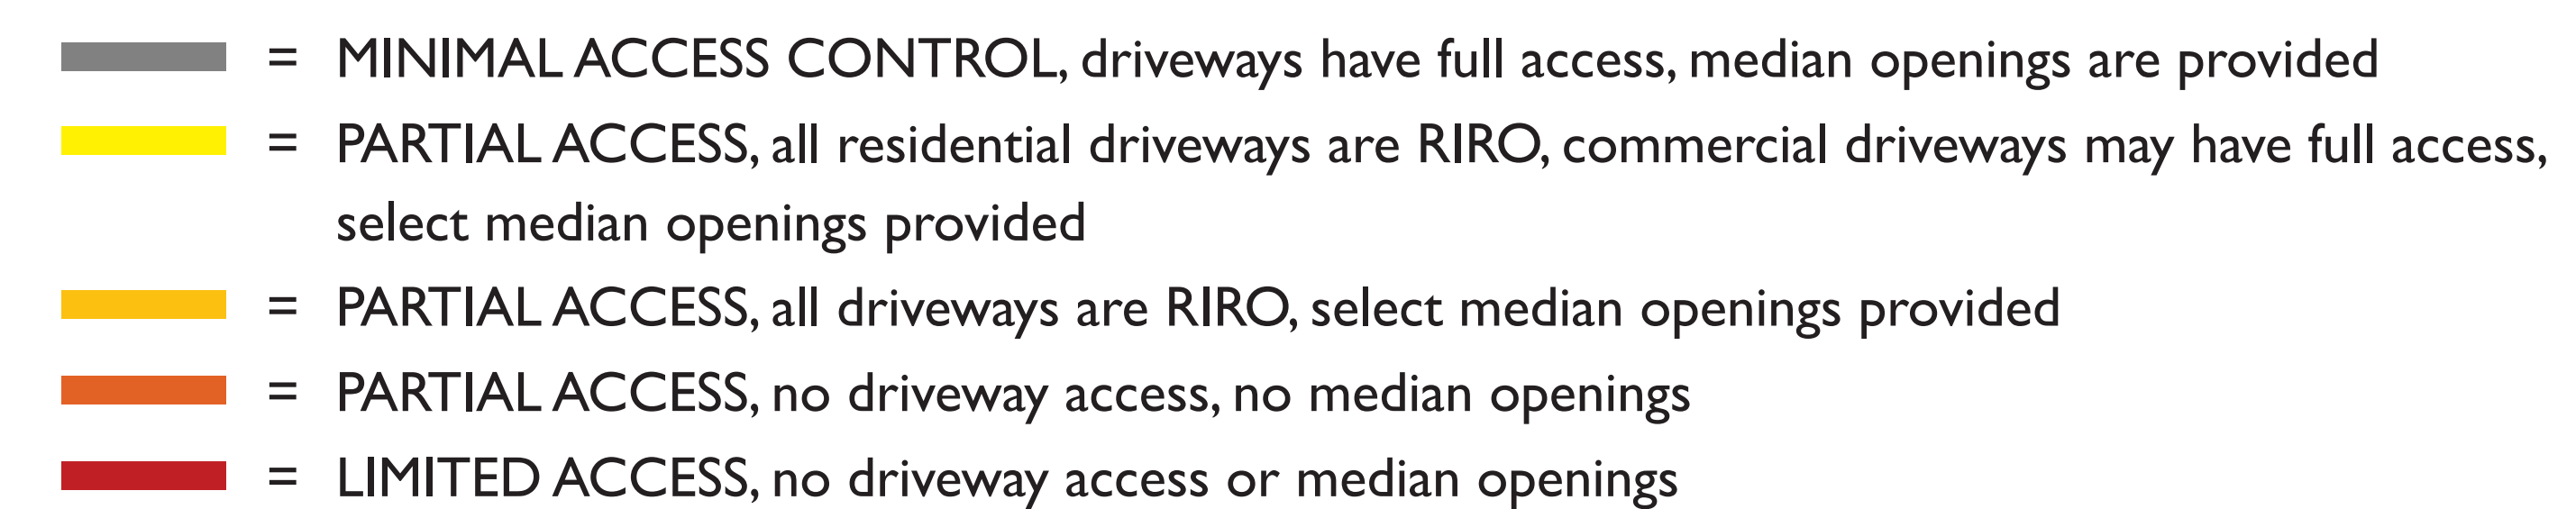 = MINIMAL ACCESS CONTROL, driveways have full access, median openings are provided
= PARTIAL ACCESS, all residential driveways are RIRO, commercial driveways may have full access,
select median openings provided
= PARTIAL ACCESS, all driveways are RIRO, select median openings provided
= PARTIAL ACCESS, no driveway access, no median openings
= LIMITED ACCESS, no driveway access or median openings